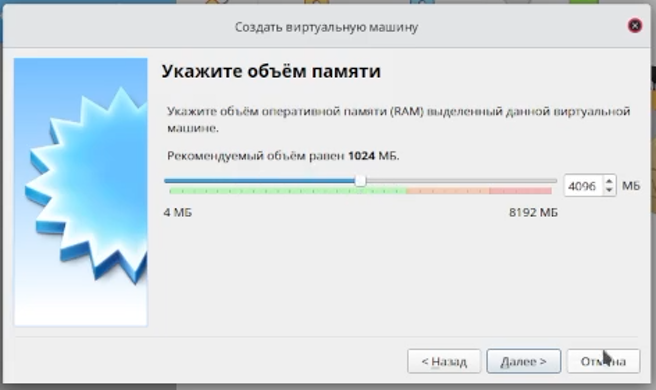 Создать виртуальную машину
Укажите объём памяти
Укажите объём оперативной памяти (RAM) выделенный данной виртуальной
машине.
Рекомендуемый объём равен 1024 МБ.
4096 МБ
4 МБ 8192 МБ
< Назад Далее > Отмена